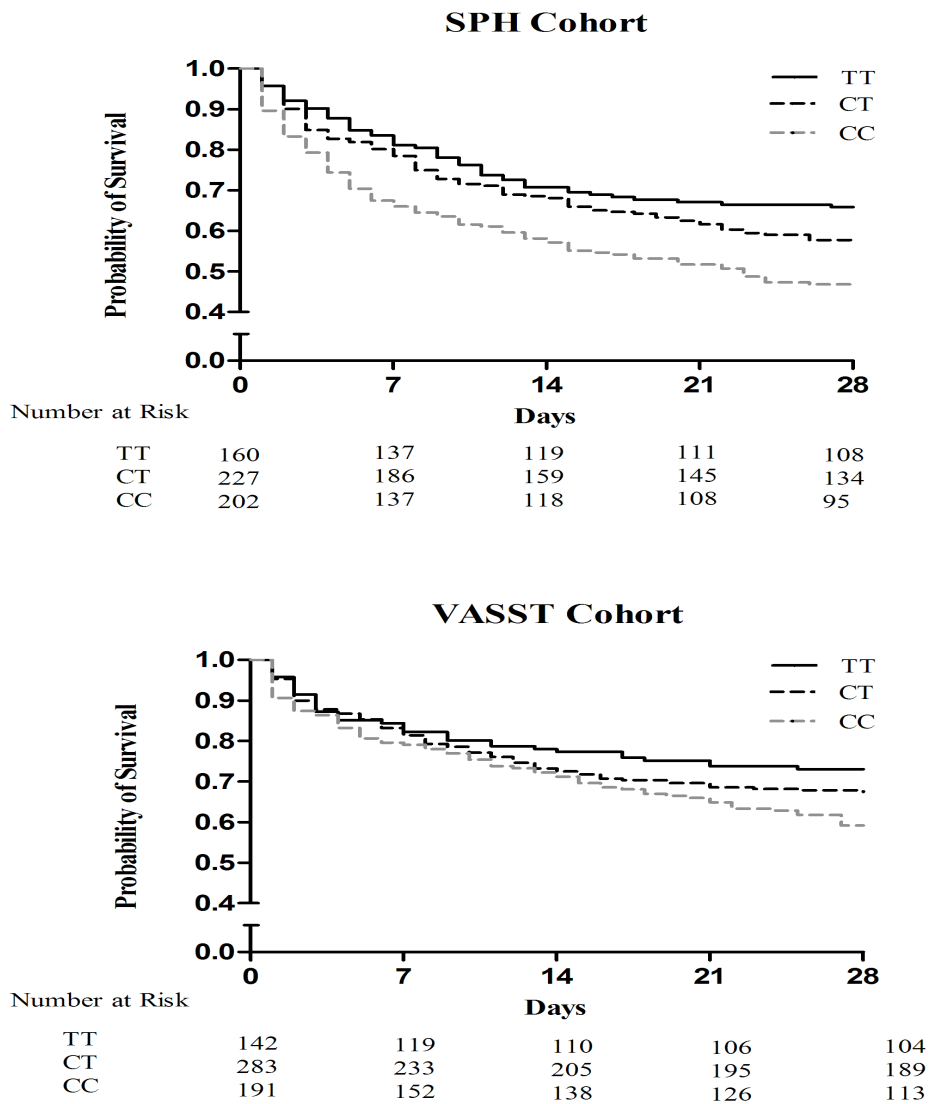 SPH Cohort
1.0
0.9
0.8
0.7
0.6
0.5
0.4
0.0
Probability of Survival
TT
CT
CC
0 7 14 21 28
Days
Number at Risk
TT 160 137 119 111 108
CT 227 186 159 145 134
CC 202 137 118 108 95
VASST Cohort
1.0
0.9
0.8
0.7
0.6
0.5
0.4
0.0
Probability of Survival
TT
CT
CC
0 7 14 21 28
Days
Number at Risk
TT 142 119 110 106 104
CT 283 233 205 195 189
CC 191 152 138 126 113